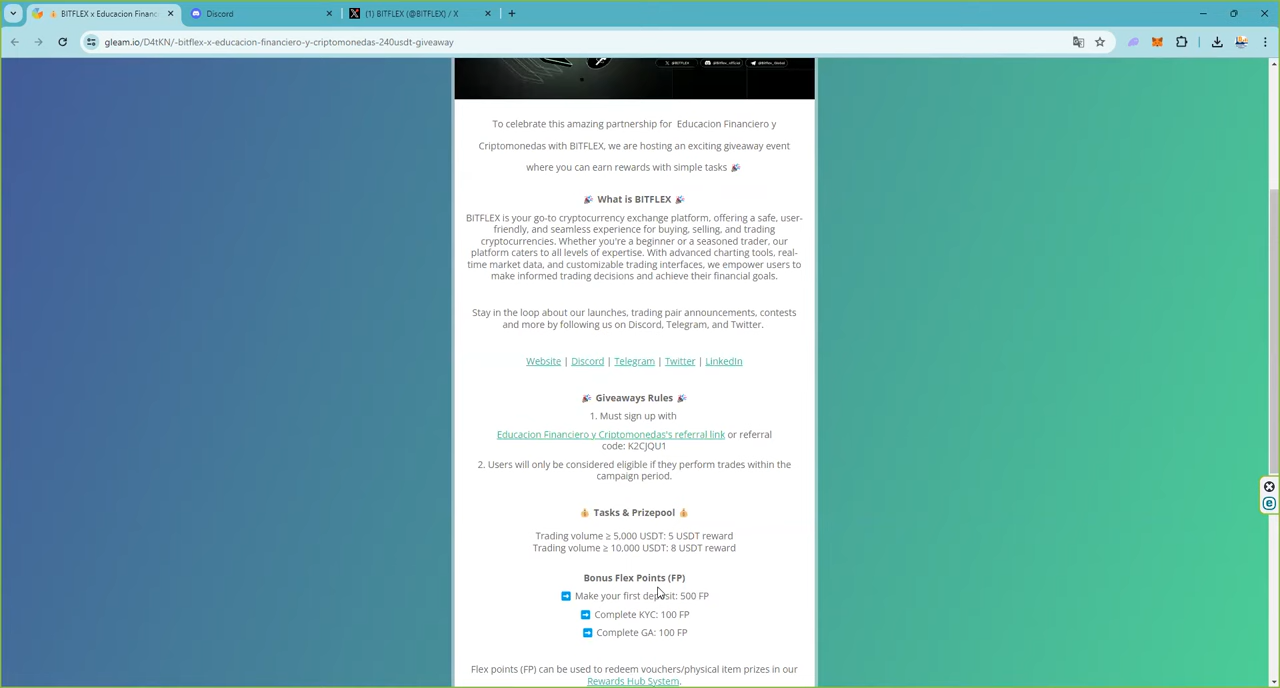 BITFLEX x Educacion Financ
Discord
(1) BITFLEX (@BITFLEX) / X
gleam.io/D4tKN/-bitflex-x-educacion-financiero-y-criptomonedas-240usdt-giveaway
@BITFLEX
@Bitflex_official
@Bitflex_Global
To celebrate this amazing partnership for Educacion Financiero y
Criptomonedas with BITFLEX, we are hosting an exciting giveaway event
where you can earn rewards with simple tasks 🎉
🎉 What is BITFLEX 🎉
BITFLEX is your go-to cryptocurrency exchange platform, offering a safe, user-
friendly, and seamless experience for buying, selling, and trading
cryptocurrencies. Whether you're a beginner or a seasoned trader, our
platform caters to all levels of expertise. With advanced charting tools, real-
time market data, and customizable trading interfaces, we empower users to
make informed trading decisions and achieve their financial goals.
Stay in the loop about our launches, trading pair announcements, contests
and more by following us on Discord, Telegram, and Twitter.
Website | Discord | Telegram | Twitter | LinkedIn
🎉 Giveaways Rules 🎉
1. Must sign up with
Educacion Financiero y Criptomonedas's referral link or referral
code: K2CJQU1
2. Users will only be considered eligible if they perform trades within the
campaign period.
💰 Tasks & Prizepool 💰
Trading volume ≥ 5,000 USDT: 5 USDT reward
Trading volume ≥ 10,000 USDT: 8 USDT reward
Bonus Flex Points (FP)
➡️ Make your first deposit: 500 FP
➡️ Complete KYC: 100 FP
➡️ Complete GA: 100 FP
Flex points (FP) can be used to redeem vouchers/physical item prizes in our
Rewards Hub System.